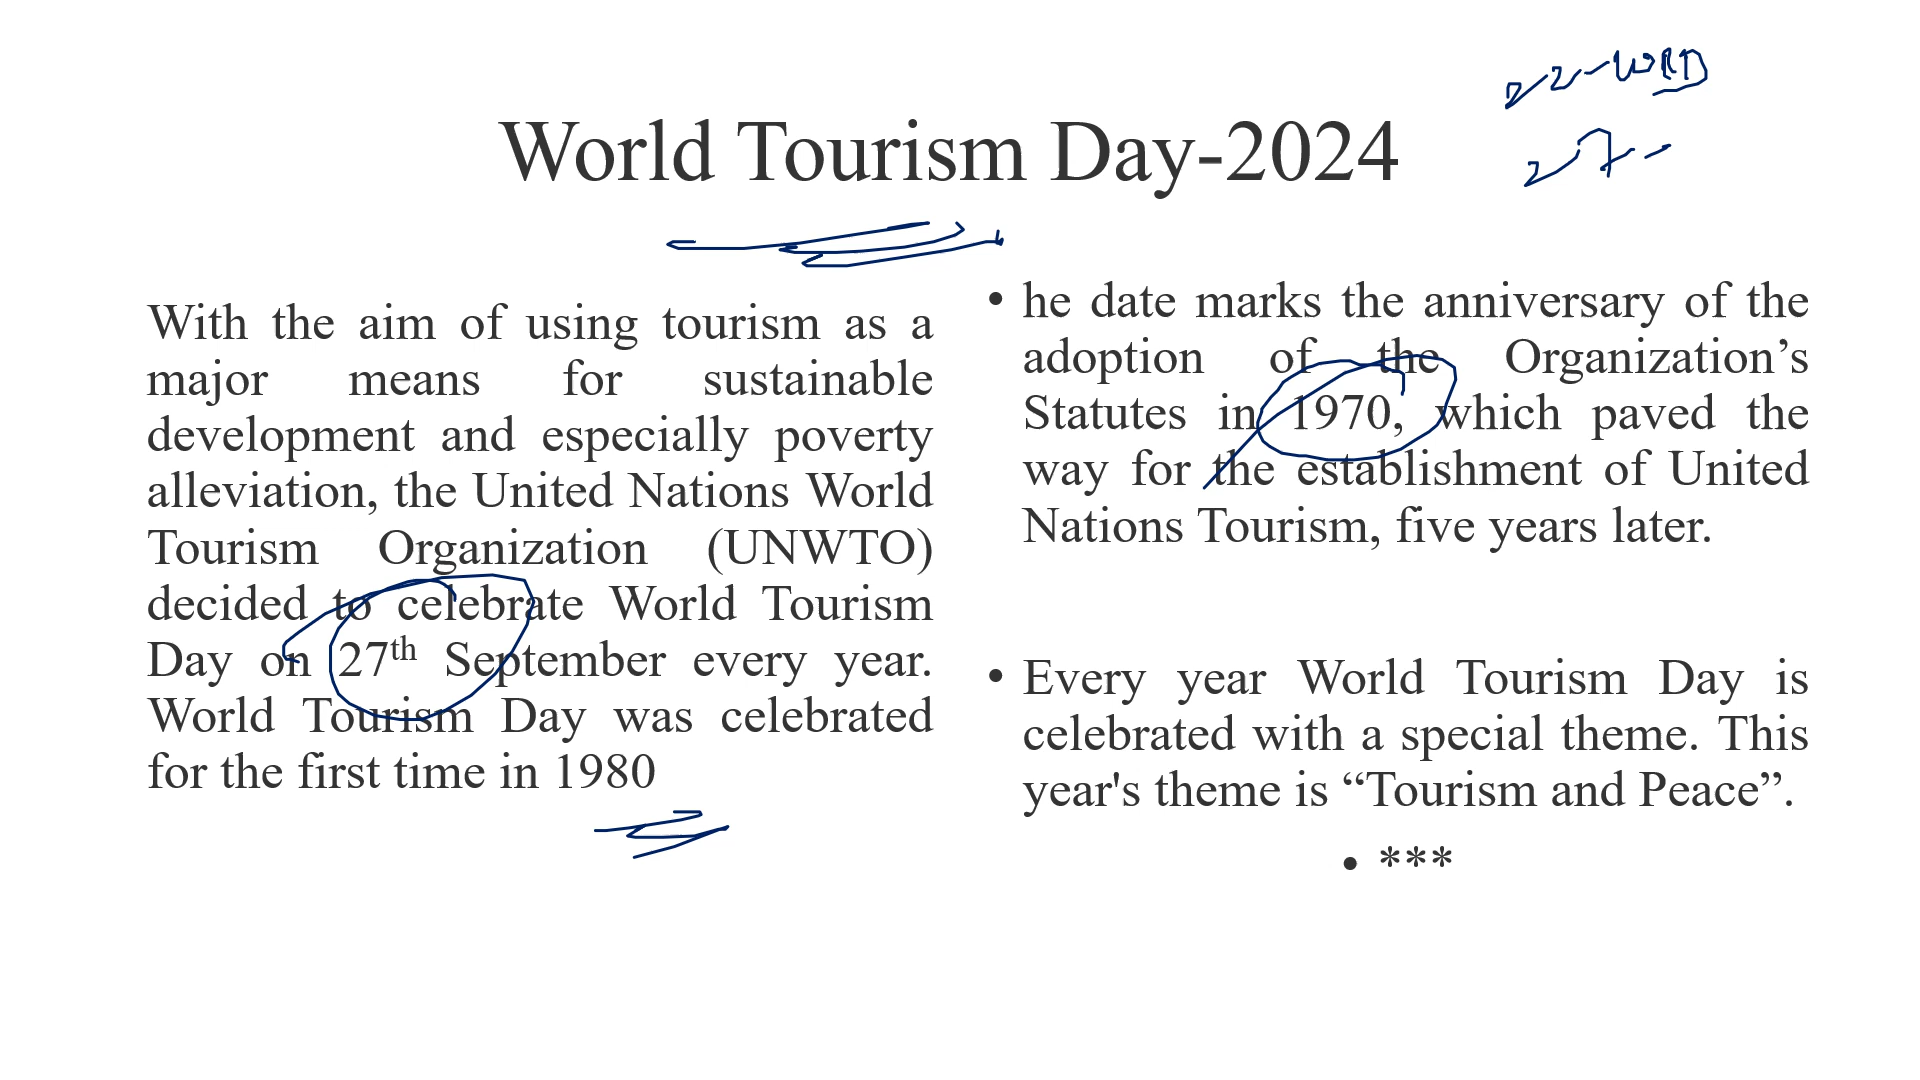 World Tourism Day-2024
With the aim of using tourism as a
major means for sustainable
development and especially poverty
alleviation, the United Nations World
Tourism Organization (UNWTO)
decided to celebrate World Tourism
Day on 27th September every year.
World Tourism Day was celebrated
for the first time in 1980
• he date marks the anniversary of the
adoption of the Organization’s
Statutes in 1970, which paved the
way for the establishment of United
Nations Tourism, five years later.
• Every year World Tourism Day is
celebrated with a special theme. This
year's theme is “Tourism and Peace”.
• ***
22-WORD
27-